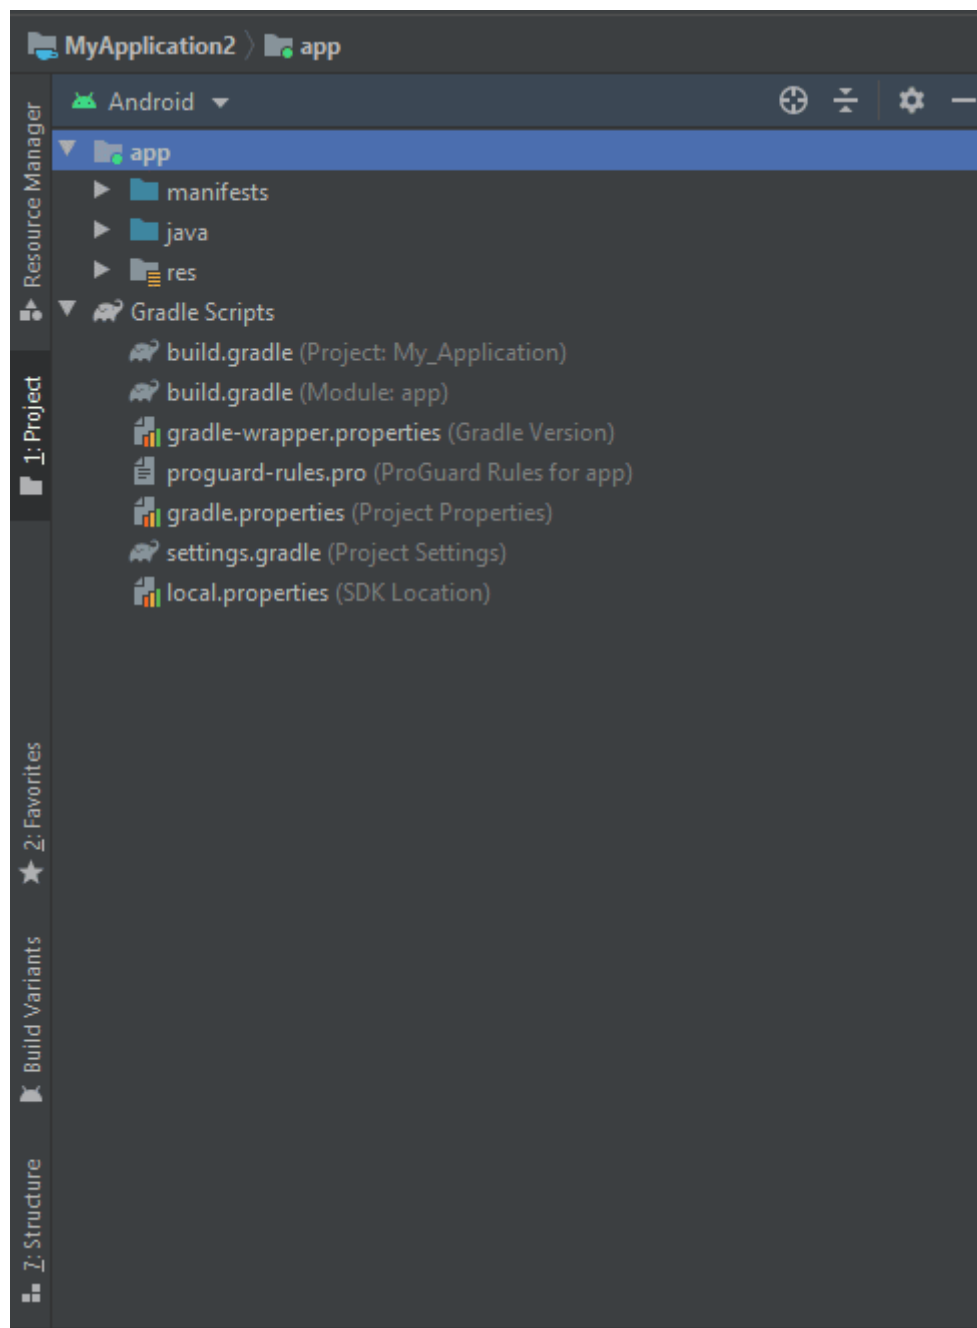 MyApplication2 app
Android
app
manifests
java
res
Gradle Scripts
build.gradle (Project: My_Application)
build.gradle (Module: app)
gradle-wrapper.properties (Gradle Version)
proguard-rules.pro (ProGuard Rules for app)
gradle.properties (Project Properties)
settings.gradle (Project Settings)
local.properties (SDK Location)
Resource Manager
1: Project
2: Favorites
Build Variants
7: Structure